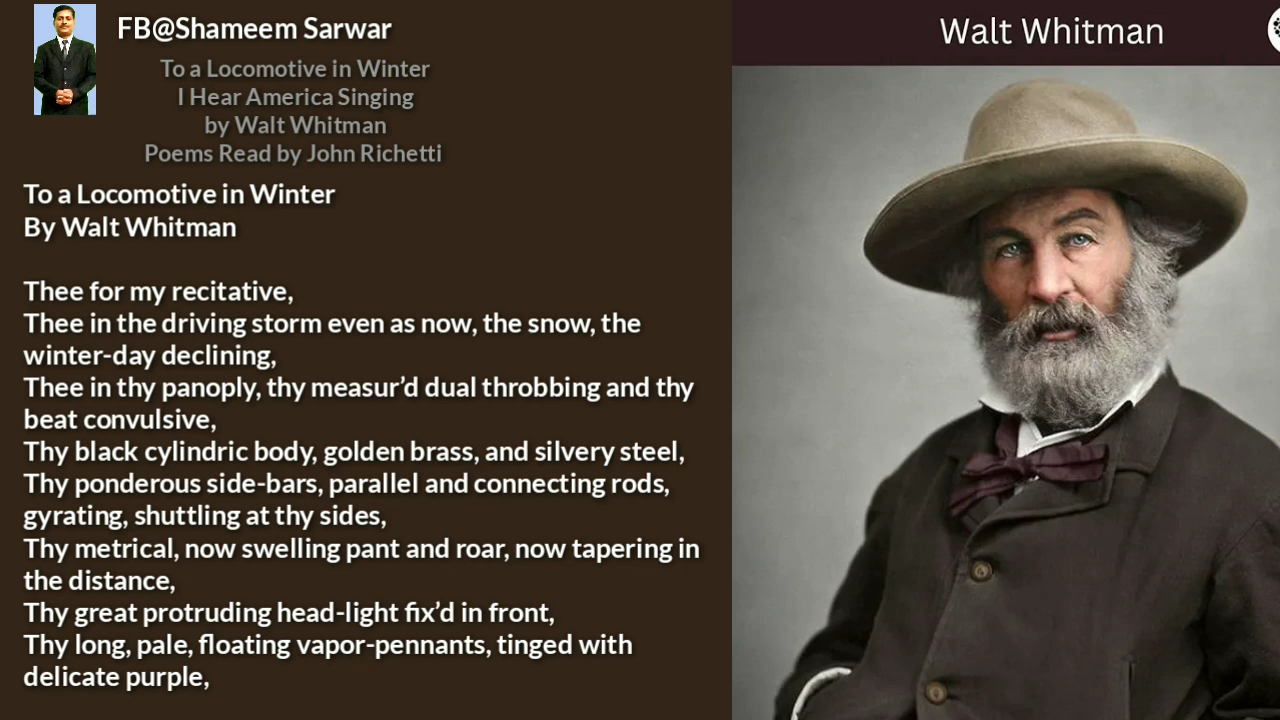 FB@Shameem Sarwar
To a Locomotive in Winter
I Hear America Singing
by Walt Whitman
Poems Read by John Richetti
To a Locomotive in Winter
By Walt Whitman
Thee for my recitative,
Thee in the driving storm even as now, the snow, the
winter-day declining,
Thee in thy panoply, thy measur’d dual throbbing and thy
beat convulsive,
Thy black cylindric body, golden brass, and silvery steel,
Thy ponderous side-bars, parallel and connecting rods,
gyrating, shuttling at thy sides,
Thy metrical, now swelling pant and roar, now tapering in
the distance,
Thy great protruding head-light fix’d in front,
Thy long, pale, floating vapor-pennants, tinged with
delicate purple,
Walt Whitman